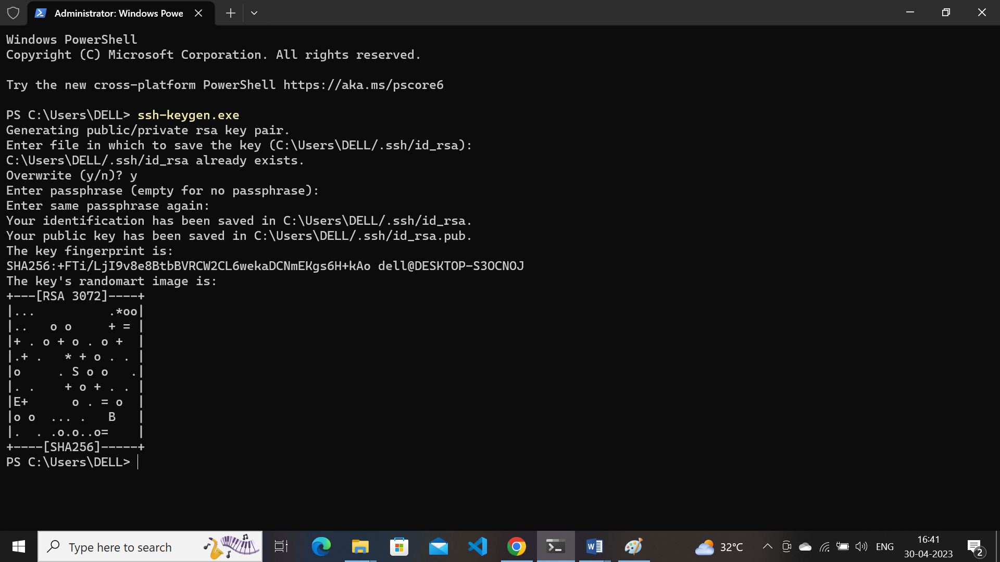 Administrator: Windows Powe
Windows PowerShell
Copyright (C) Microsoft Corporation. All rights reserved.
Try the new cross-platform PowerShell https://aka.ms/pscore6
PS C:\Users\DELL> ssh-keygen.exe
Generating public/private rsa key pair.
Enter file in which to save the key (C:\Users\DELL/.ssh/id_rsa):
C:\Users\DELL/.ssh/id_rsa already exists.
Overwrite (y/n)? y
Enter passphrase (empty for no passphrase):
Enter same passphrase again:
Your identification has been saved in C:\Users\DELL/.ssh/id_rsa.
Your public key has been saved in C:\Users\DELL/.ssh/id_rsa.pub.
The key fingerprint is:
SHA256:+FTi/LjI9v8e8BtbBVRCW2CL6wekaDCNmEKgs6H+kAo dell@DESKTOP-S3OCNOJ
The key's randomart image is:
+---[RSA 3072]----+
|...          .*oo|
|..   o o     + = |
|+ . o + o . o +  |
|.+ .   * + o . . |
|o     . S o o   .|
|. .    + o + . . |
|E+      o . = o  |
|o o  ... .   B   |
|.  . .o.o..o=    |
+----[SHA256]-----+
PS C:\Users\DELL>
Type here to search
32°C
ENG
16:41
30-04-2023
2